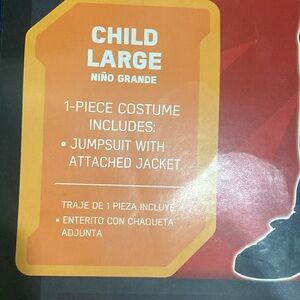 CHILD
LARGE
NIÑO GRANDE
1-PIECE COSTUME
INCLUDES:
• JUMPSUIT WITH
ATTACHED JACKET
TRAJE DE 1 PIEZA INCLUYE:
• ENTERITO CON CHAQUETA
ADJUNTA